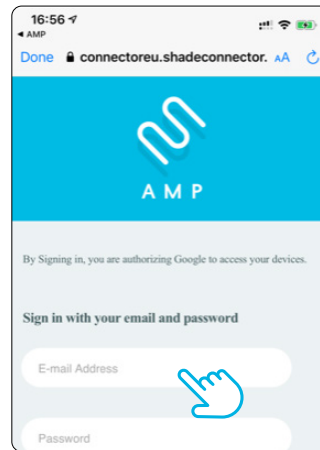 16:56
◀ AMP
Done connectoreu.shadeconnector. AA
AMP
By Signing in, you are authorizing Google to access your devices.
Sign in with your email and password
E-mail Address
Password